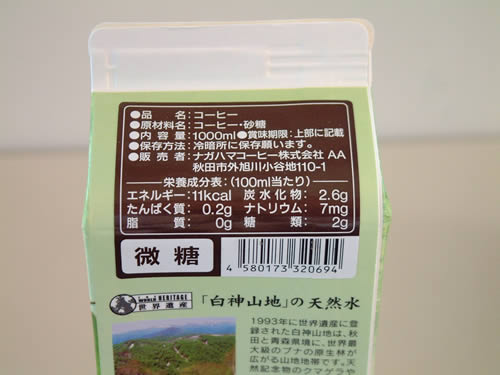 ●品　　名：コーヒー
●原材料名：コーヒー・砂糖
●内 容 量：1000ml●賞味期限：上部に記載
●保存方法：冷暗所に保存願います。
●販 売 者：ナガハマコーヒー株式会社 AA
秋田市外旭川小谷地110-1
栄養成分表：(100ml当たり)
エネルギー：11kcal 炭水化物：2.6g
たんぱく質：0.2g ナトリウム：7mg
脂　　質：0g 糖　　類：2g
微 糖
4 580173 320694
WORLD HERITAGE
世界遺産
「白神山地」の天然水
1993年に世界遺産に登
録された白神山地は、秋
田と青森県境に、世界最
大級のブナの原生林が
広がる山地地帯です。天
然記念物のクマゲラや